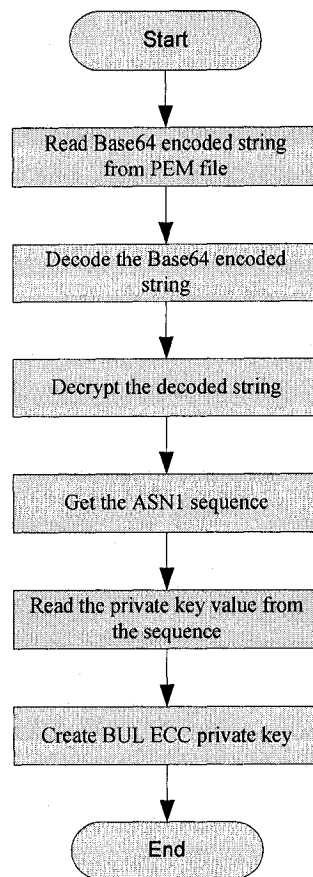 Start
Read Base64 encoded string
from PEM file
Decode the Base64 encoded
string
Decrypt the decoded string
Get the ASN1 sequence
Read the private key value from
the sequence
Create BUL ECC private key
End